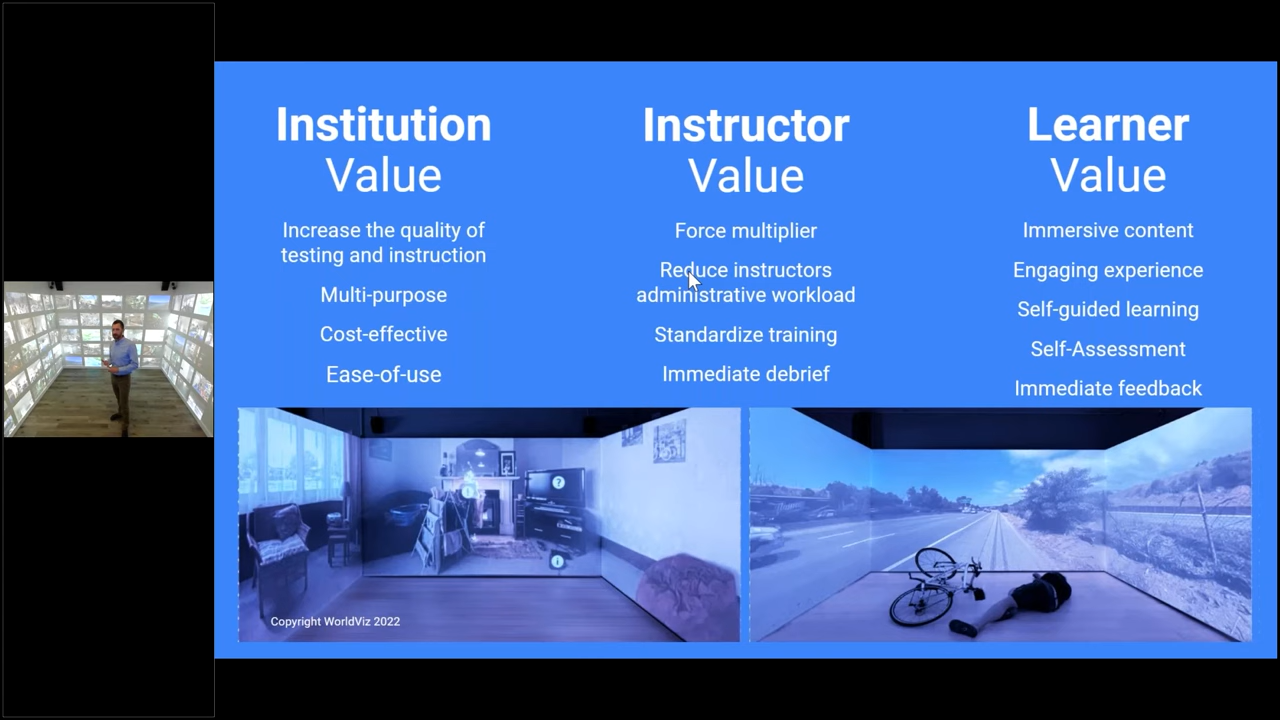 Institution
Value
Increase the quality of
testing and instruction
Multi-purpose
Cost-effective
Ease-of-use
Instructor
Value
Force multiplier
Reduce instructors
administrative workload
Standardize training
Immediate debrief
Learner
Value
Immersive content
Engaging experience
Self-guided learning
Self-Assessment
Immediate feedback
?
i
i
Copyright WorldViz 2022